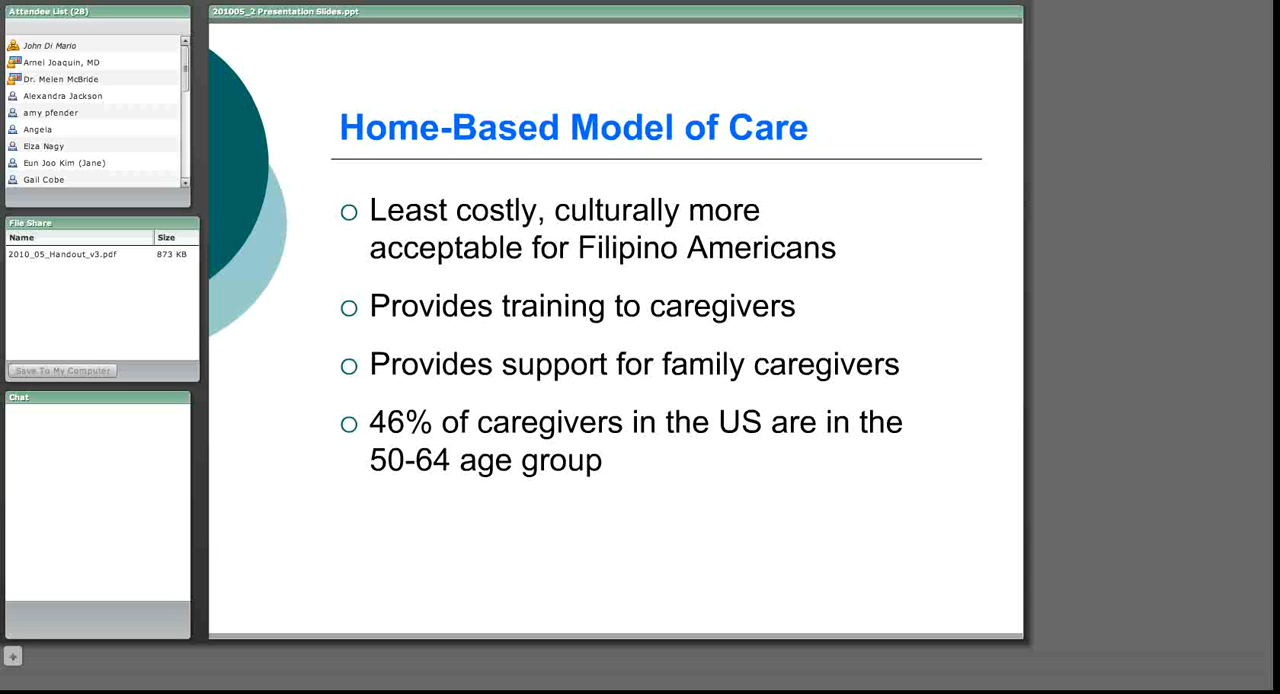 Attendee List (28)
John Di Mario
Arnel Joaquin, MD
Dr. Melen McBride
Alexandra Jackson
amy pfender
Angela
Elza Nagy
Eun Joo Kim (Jane)
Gail Cobe
File Share
Name Size
2010_05_Handout_v3.pdf 873 KB
Save To My Computer
Chat
201005_2 Presentation Slides.ppt
Home-Based Model of Care
Least costly, culturally more
acceptable for Filipino Americans
Provides training to caregivers
Provides support for family caregivers
46% of caregivers in the US are in the
50-64 age group